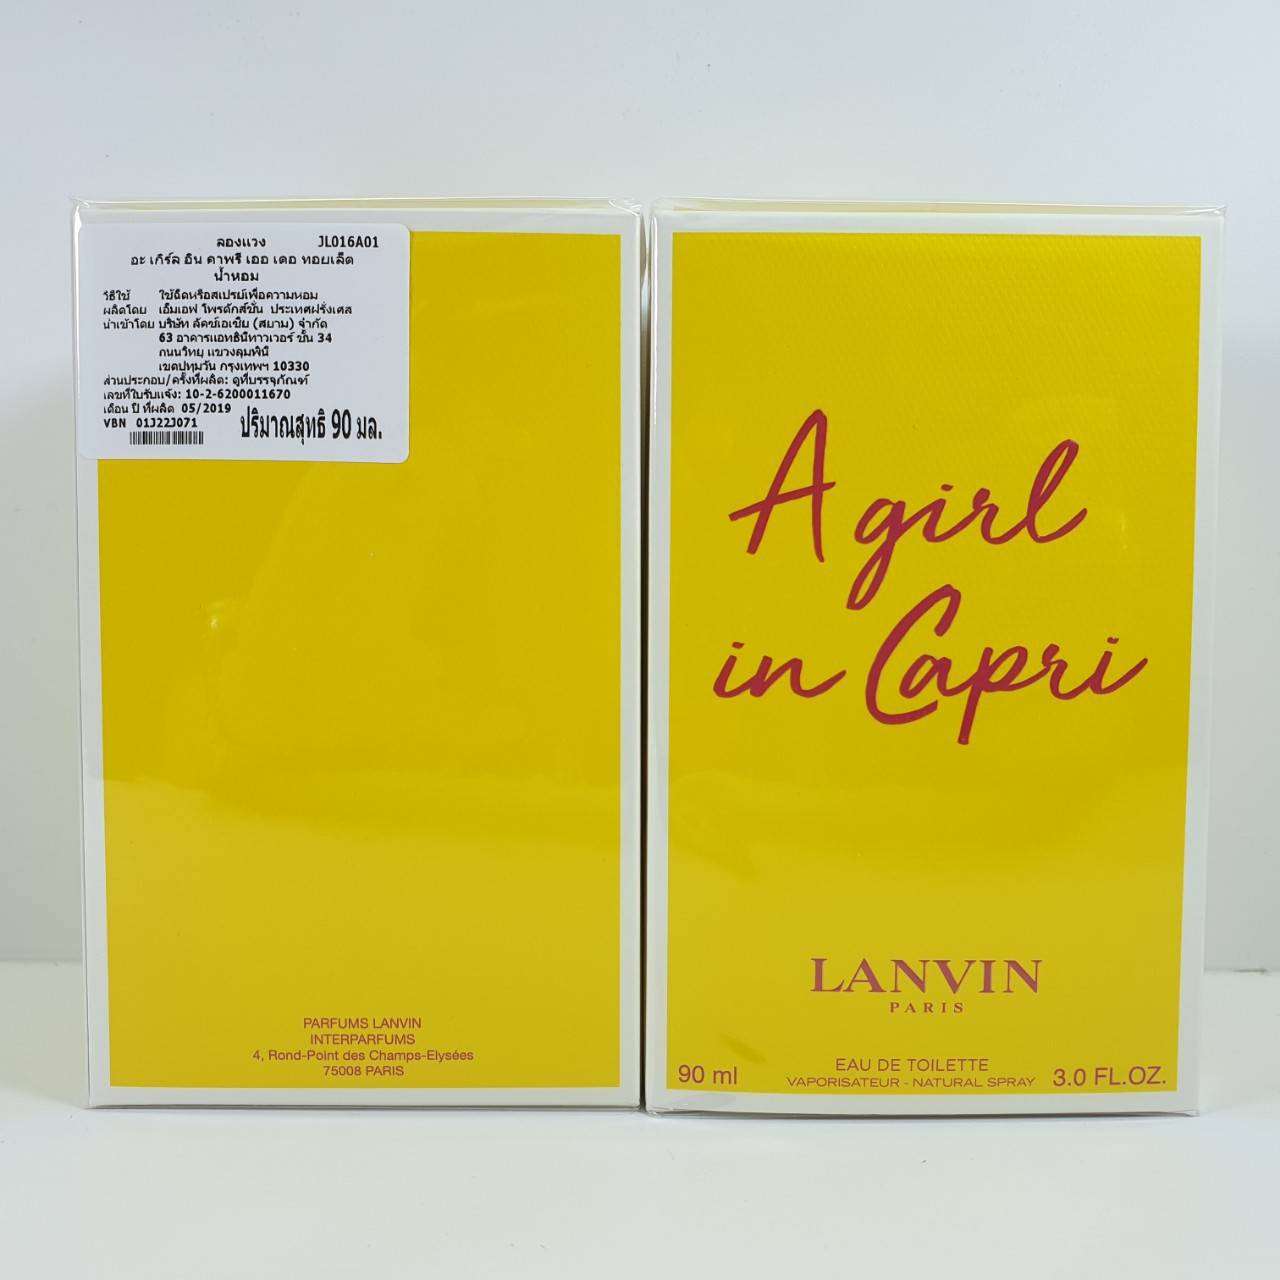 ลองแวง JL016A01
อะ เกิร์ล อิน คาพรี เออ เดอ ทอยเล็ต
น้ำหอม
วิธีใช้ ใช้ฉีดหรือสเปรย์เพื่อความหอม
ผลิตโดย เอ็มเอฟ โพรดักส์ชั่น ประเทศฝรั่งเศส
นำเข้าโดย บริษัท ลัคซ์เอเชีย (สยาม) จำกัด
63 อาคารแอทธินีทาวเวอร์ ชั้น 34
ถนนวิทยุ แขวงลุมพินี
เขตปทุมวัน กรุงเทพฯ 10330
ส่วนประกอบ/ครั้งที่ผลิต: ดูที่บรรจุภัณฑ์
เลขที่ใบรับแจ้ง: 10-2-6200011670
เดือน ปี ที่ผลิต 05/2019
VBN 01J22J071
ปริมาณสุทธิ 90 มล.
PARFUMS LANVIN
INTERPARFUMS
4, Rond-Point des Champs-Elysées
75008 PARIS
A girl
in Capri
LANVIN
PARIS
EAU DE TOILETTE
90 ml VAPORISATEUR - NATURAL SPRAY 3.0 FL.OZ.